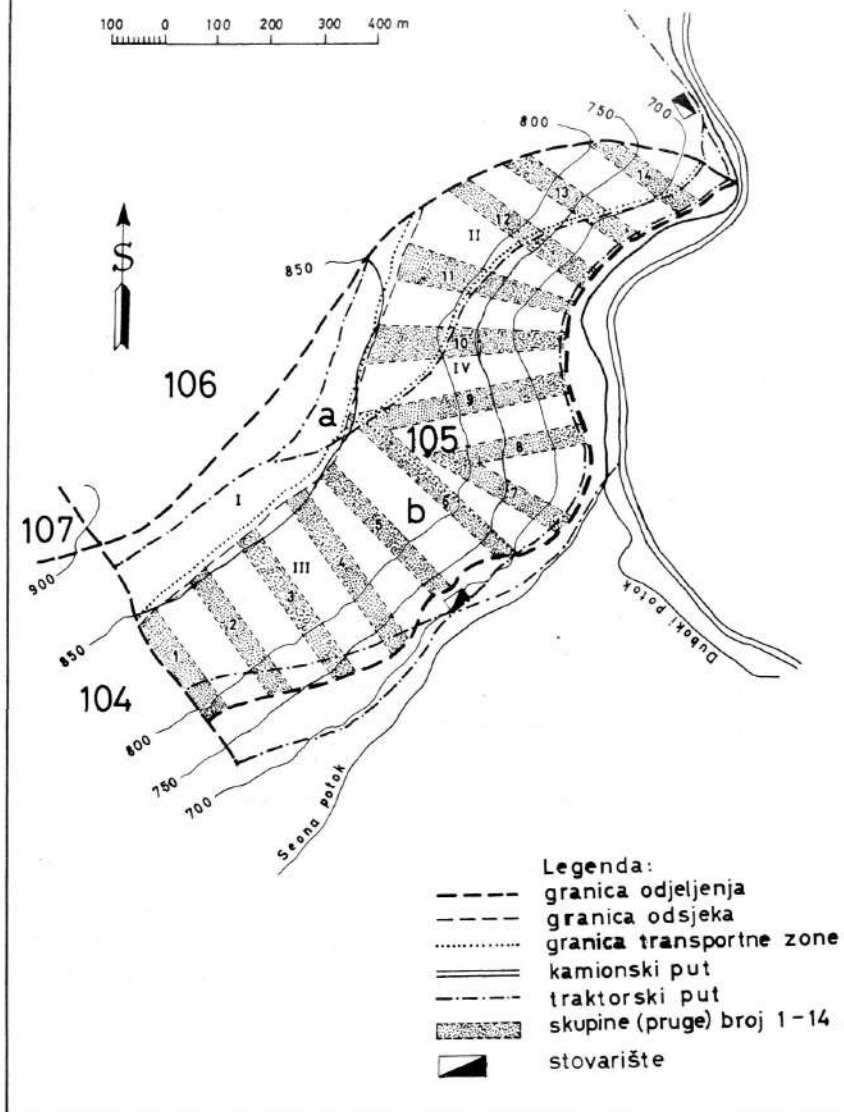 100 0 100 200 300 400 m
800
750
700
14
13
12
II
S
850
11
106
10
IV
9
a
105
8
I
7
6
b
107
5
900
III
4
3
2
850
1
104
Duboki potok
800
750
700
Seona potok
Legenda:
granica odjeljenja
granica odsjeka
granica transportne zone
kamionski put
traktorski put
skupine (pruge) broj 1-14
stovarište